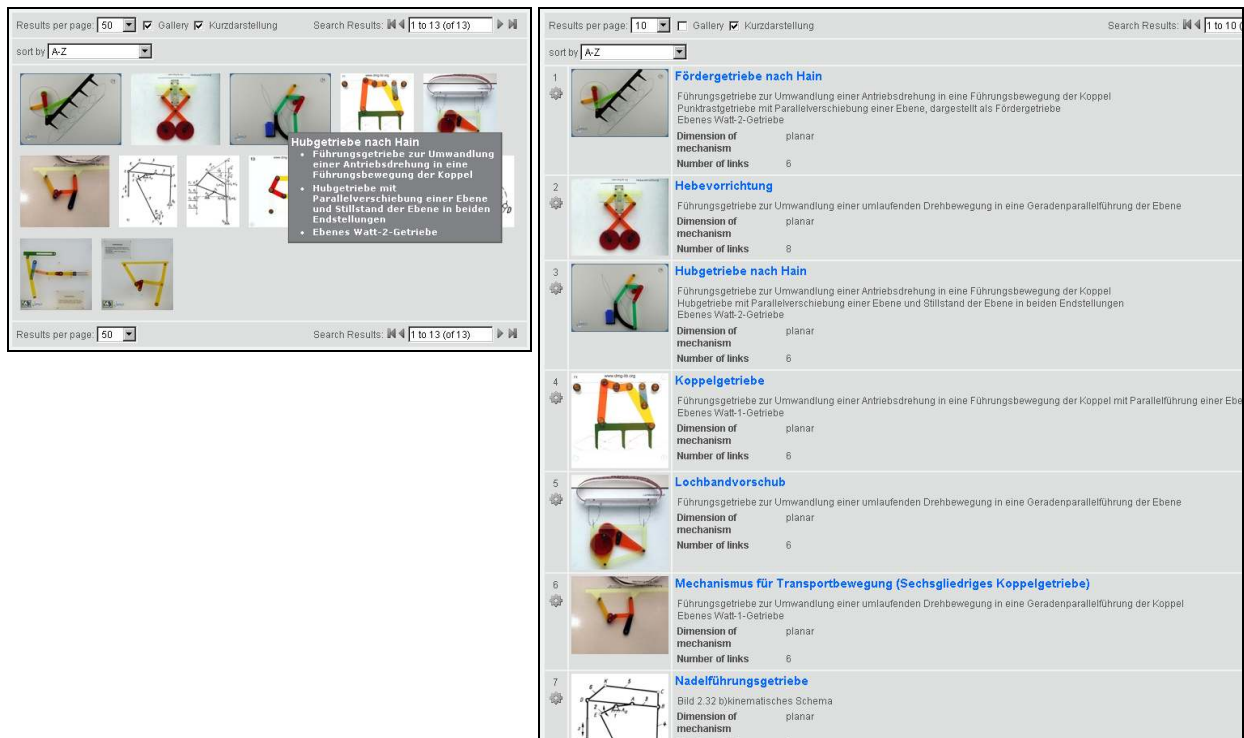 Results per page: 50 Gallery Kurzdarstellung Search Results: 1 to 13 (of 13)
sort by A-Z
Hubgetriebe nach Hain
• Führungsgetriebe zur Umwandlung
einer Antriebsdrehung in eine
Führungsbewegung der Koppel
• Hubgetriebe mit
Parallelverschiebung einer Ebene
und Stillstand der Ebene in beiden
Endstellungen
• Ebenes Watt-2-Getriebe
Results per page: 50 Search Results: 1 to 13 (of 13)
Results per page: 10 Gallery Kurzdarstellung Search Results: 1 to 10 (
sort by A-Z
1
Fördergetriebe nach Hain
Führungsgetriebe zur Umwandlung einer Antriebsdrehung in eine Führungsbewegung der Koppel
Punktrastgetriebe mit Parallelverschiebung einer Ebene, dargestellt als Fördergetriebe
Ebenes Watt-2-Getriebe
Dimension of planar
mechanism
Number of links 6
2
Hebevorrichtung
Führungsgetriebe zur Umwandlung einer umlaufenden Drehbewegung in eine Geradenparallelführung der Ebene
Dimension of planar
mechanism
Number of links 8
3
Hubgetriebe nach Hain
Führungsgetriebe zur Umwandlung einer Antriebsdrehung in eine Führungsbewegung der Koppel
Hubgetriebe mit Parallelverschiebung einer Ebene und Stillstand der Ebene in beiden Endstellungen
Ebenes Watt-2-Getriebe
Dimension of planar
mechanism
Number of links 6
4
www.dmg-lib.org
Koppelgetriebe
Führungsgetriebe zur Umwandlung einer Antriebsdrehung in eine Führungsbewegung der Koppel mit Parallelführung einer Ebe
Ebenes Watt-1-Getriebe
Dimension of planar
mechanism
Number of links 6
5
Lochbandvorschub
Führungsgetriebe zur Umwandlung einer umlaufenden Drehbewegung in eine Geradenparallelführung der Ebene
Dimension of planar
mechanism
Number of links 6
6
Mechanismus für Transportbewegung (Sechsgliedriges Koppelgetriebe)
Führungsgetriebe zur Umwandlung einer umlaufenden Drehbewegung in eine Geradenparallelführung der Koppel
Ebenes Watt-1-Getriebe
Dimension of planar
mechanism
Number of links 6
7
Nadelführungsgetriebe
Bild 2.32 b)kinematisches Schema
Dimension of planar
mechanism